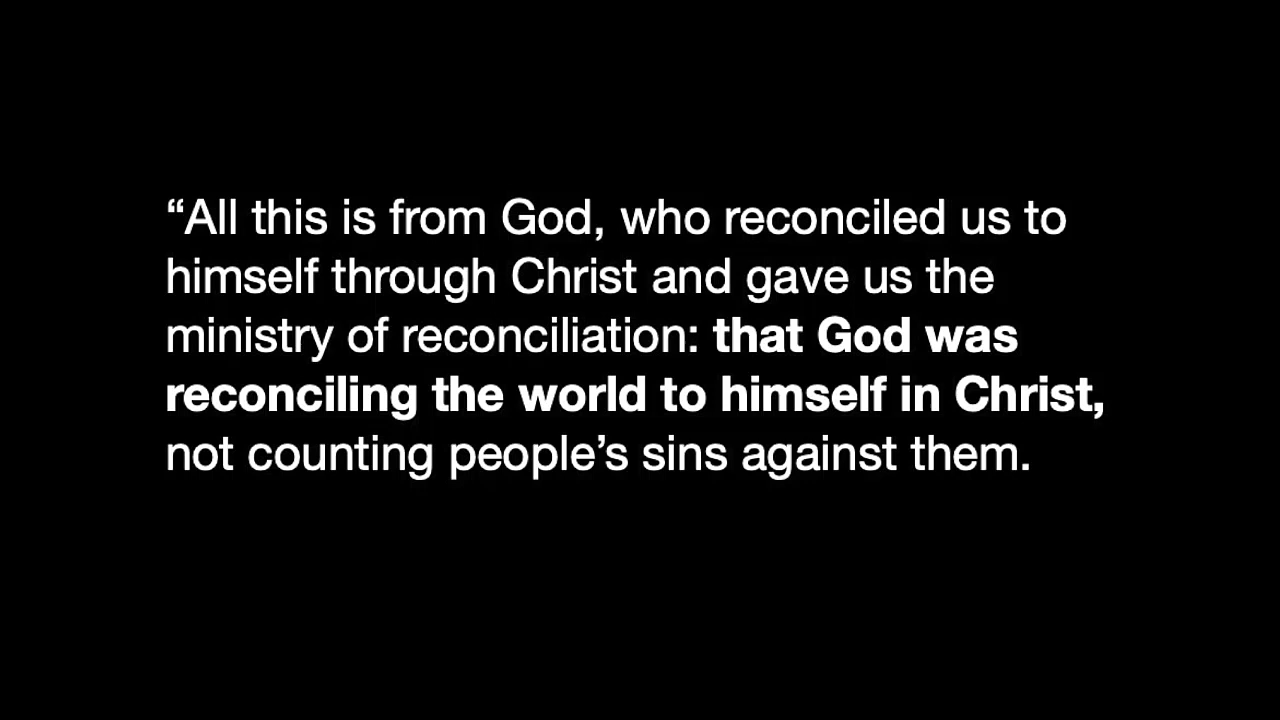 “All this is from God, who reconciled us to
himself through Christ and gave us the
ministry of reconciliation: that God was
reconciling the world to himself in Christ,
not counting people’s sins against them.